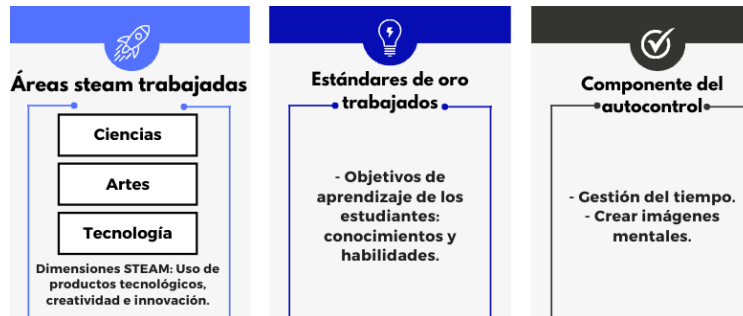 Áreas steam trabajadas
Ciencias
Artes
Tecnología
Dimensiones STEAM: Uso de
productos tecnológicos,
creatividad e innovación.
Estándares de oro
trabajados
- Objetivos de
aprendizaje de los
estudiantes:
conocimientos y
habilidades.
Componente del
autocontrol
- Gestión del tiempo.
- Crear imágenes
mentales.